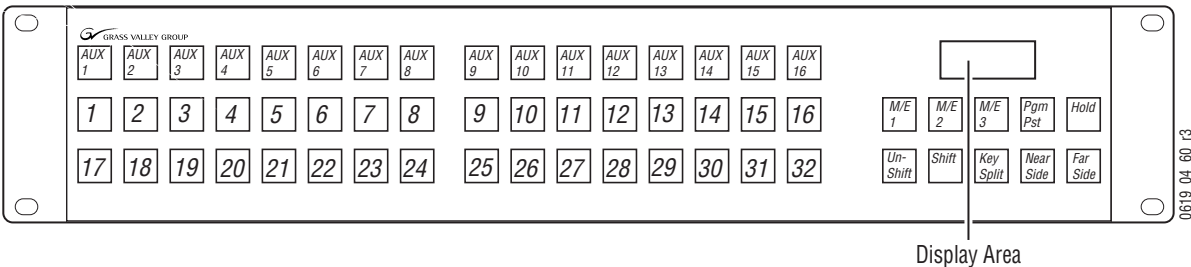 GRASS VALLEY GROUP
AUX 1 AUX 2 AUX 3 AUX 4 AUX 5 AUX 6 AUX 7 AUX 8 AUX 9 AUX 10 AUX 11 AUX 12 AUX 13 AUX 14 AUX 15 AUX 16
1 2 3 4 5 6 7 8 9 10 11 12 13 14 15 16
M/E 1 M/E 2 M/E 3 Pgm Pst Hold
17 18 19 20 21 22 23 24 25 26 27 28 29 30 31 32
Un-Shift Shift Key Split Near Side Far Side
Display Area
0619_04_60_r3